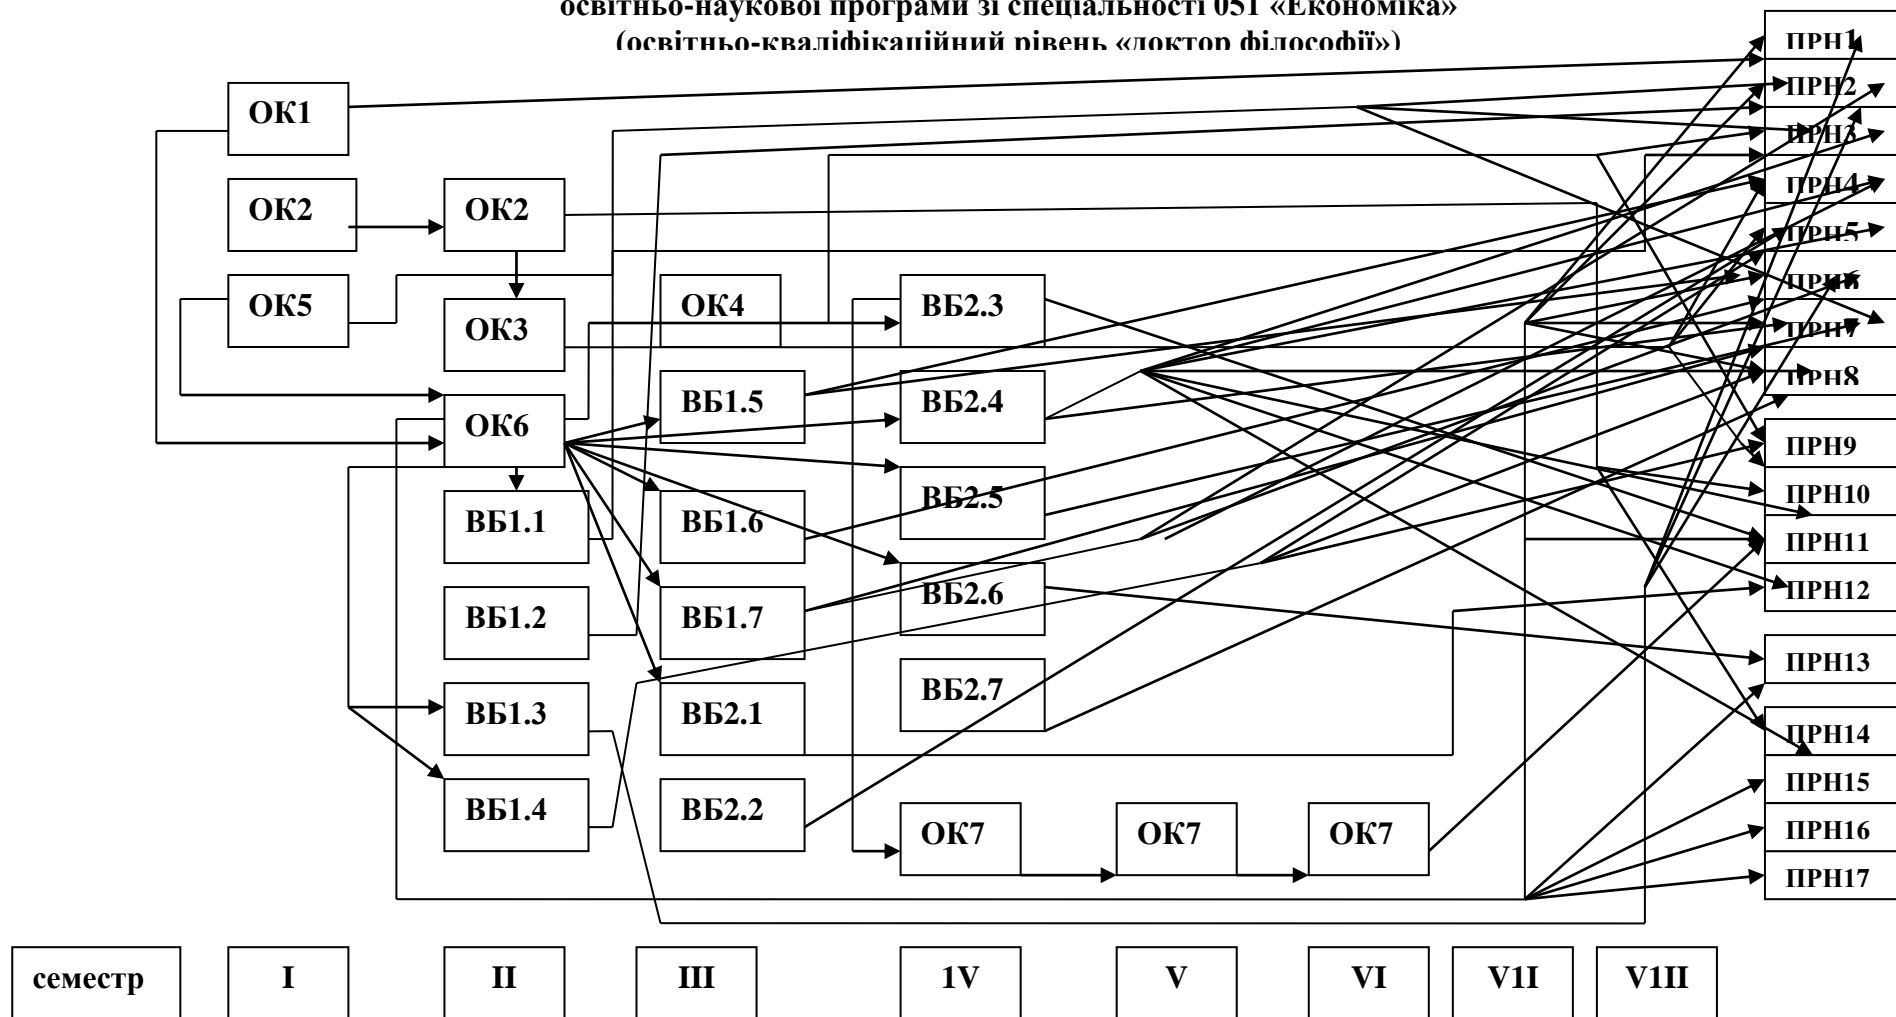 освітньо-наукової програми зі спеціальності 051 «Економіка»
(освітньо-кваліфікаційний рівень «доктор філософії»)
ОК1
ОК2
ОК5
ОК2
ОК3
ОК6
ВБ1.1
ВБ1.2
ВБ1.3
ВБ1.4
ОК4
ВБ1.5
ВБ1.6
ВБ1.7
ВБ2.1
ВБ2.2
ВБ2.3
ВБ2.4
ВБ2.5
ВБ2.6
ВБ2.7
ОК7
ОК7
ОК7
ПРН1
ПРН2
ПРН3
ПРН4
ПРН5
ПРН6
ПРН7
ПРН8
ПРН9
ПРН10
ПРН11
ПРН12
ПРН13
ПРН14
ПРН15
ПРН16
ПРН17
семестр
I
II
III
1V
V
VI
V1I
V1II